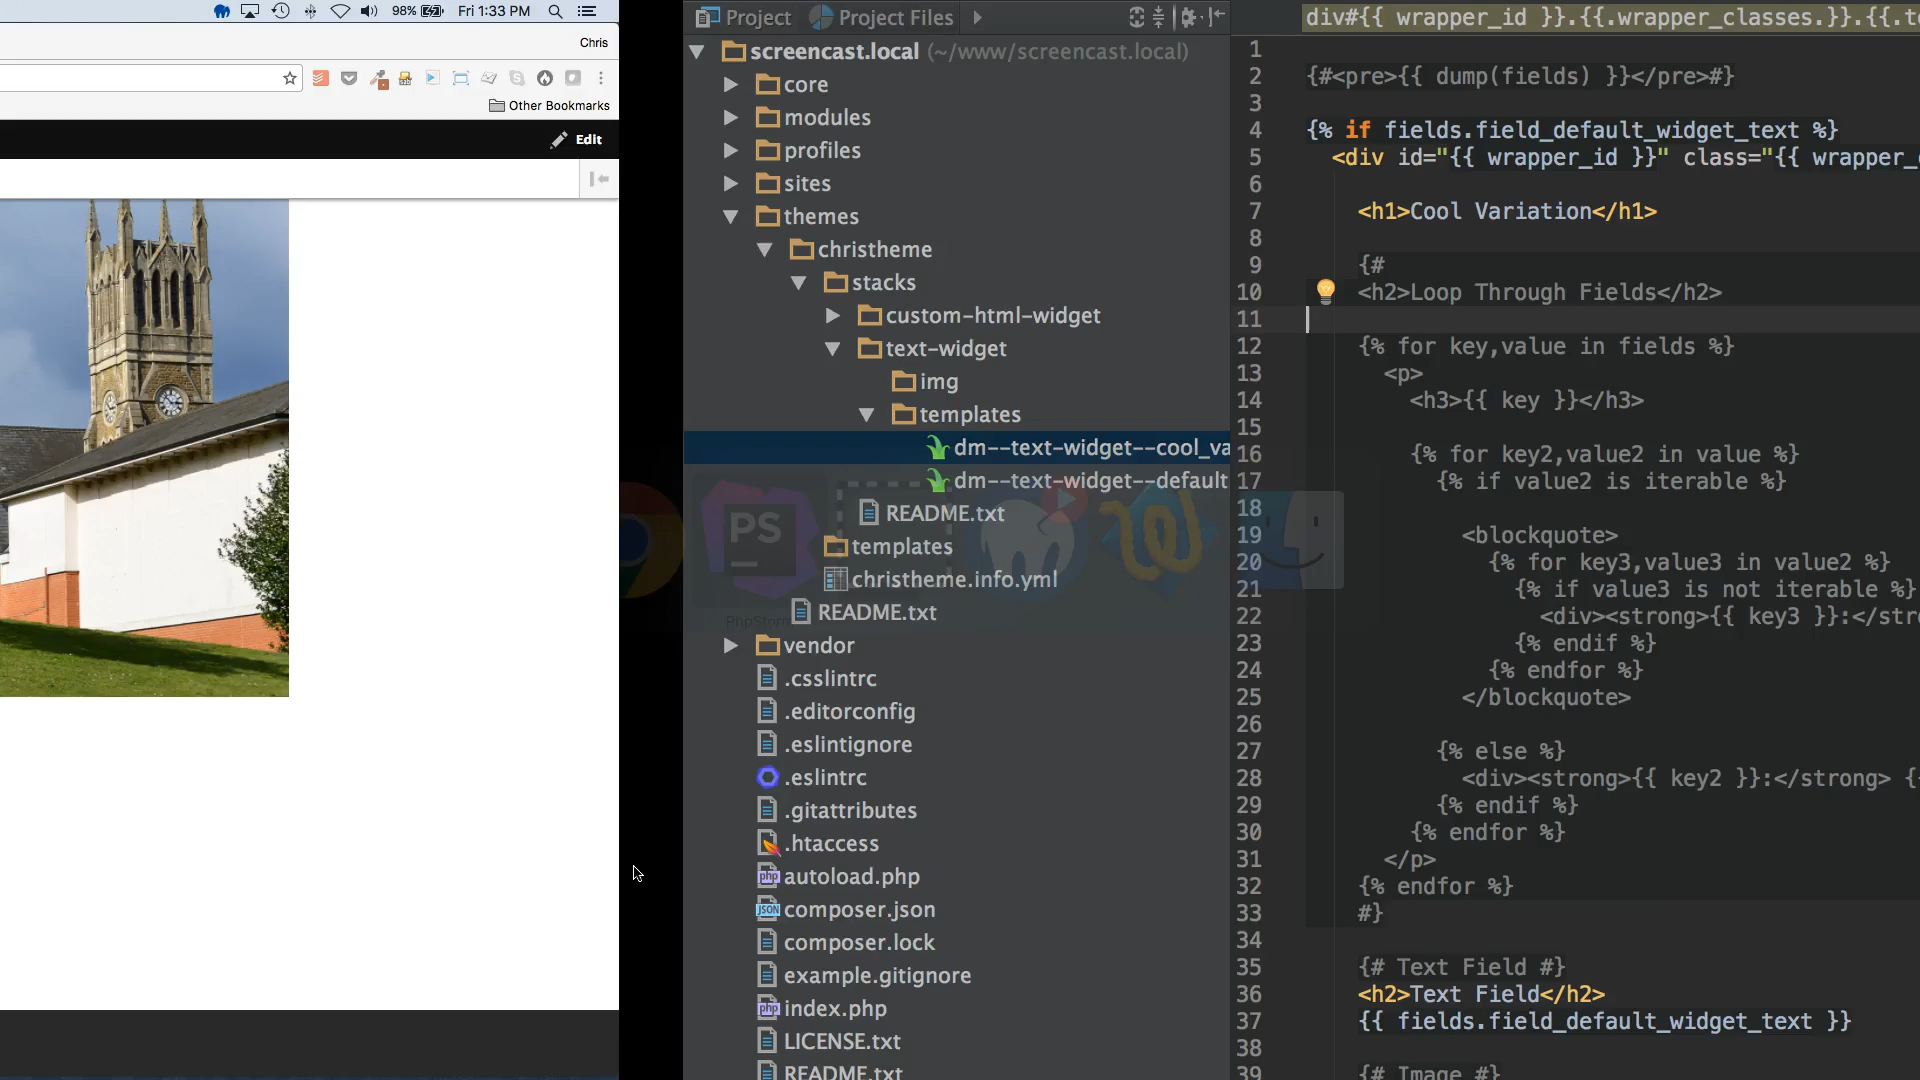 98%
Fri 1:33 PM
Chris
Other Bookmarks
Edit
Project
Project Files
screencast.local (~/www/screencast.local)
core
modules
profiles
sites
themes
christheme
stacks
custom-html-widget
text-widget
img
templates
dm--text-widget--cool_va
dm--text-widget--default
README.txt
templates
christheme.info.yml
README.txt
vendor
.csslintrc
.editorconfig
.eslintignore
.eslintrc
.gitattributes
.htaccess
autoload.php
composer.json
composer.lock
example.gitignore
index.php
LICENSE.txt
README.txt
PS
PhpStorm
div#{{ wrapper_id }}.{{.wrapper_classes.}}.{{.to
1
2 {#<pre>{{ dump(fields) }}</pre>#}
3
4 {% if fields.field_default_widget_text %}
5 <div id="{{ wrapper_id }}" class="{{ wrapper_
6
7 <h1>Cool Variation</h1>
8
9 {#
10 <h2>Loop Through Fields</h2>
11
12 {% for key,value in fields %}
13 <p>
14 <h3>{{ key }}</h3>
15
16 {% for key2,value2 in value %}
17 {% if value2 is iterable %}
18
19 <blockquote>
20 {% for key3,value3 in value2 %}
21 {% if value3 is not iterable %}
22 <div><strong>{{ key3 }}:</stro
23 {% endif %}
24 {% endfor %}
25 </blockquote>
26
27 {% else %}
28 <div><strong>{{ key2 }}:</strong> {
29 {% endif %}
30 {% endfor %}
31 </p>
32 {% endfor %}
33 #}
34
35 {# Text Field #}
36 <h2>Text Field</h2>
37 {{ fields.field_default_widget_text }}
38
39 {# Image #}